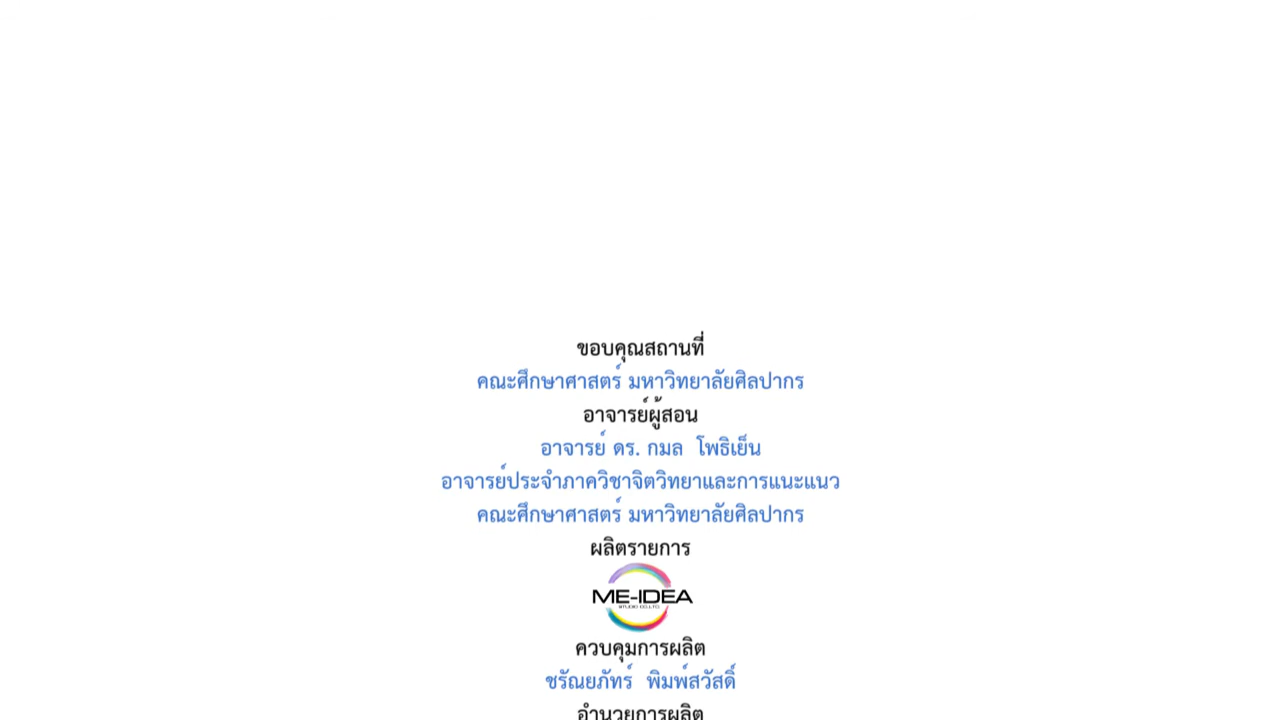 ขอบคุณสถานที่
คณะศึกษาศาสตร์ มหาวิทยาลัยศิลปากร
อาจารย์ผู้สอน
อาจารย์ ดร. กมล โพธิเย็น
อาจารย์ประจำภาควิชาจิตวิทยาและการแนะแนว
คณะศึกษาศาสตร์ มหาวิทยาลัยศิลปากร
ผลิตรายการ
ME-IDEA
STUDIO CO.,LTD.
ควบคุมการผลิต
ชรัณยภัทร์ พิมพ์สวัสดิ์
อำนวยการผลิต